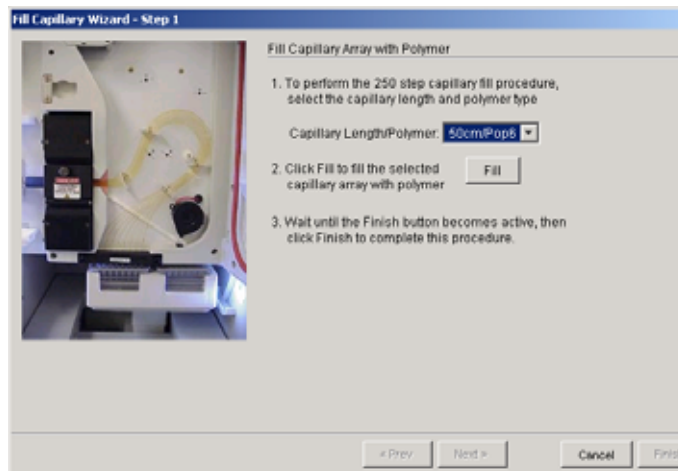 Fill Capillary Wizard - Step 1
Fill Capillary Array with Polymer
1. To perform the 250 step capillary fill procedure,
select the capillary length and polymer type
Capillary Length/Polymer: 50cm/Pop6
2. Click Fill to fill the selected
capillary array with polymer
Fill
3. Wait until the Finish button becomes active, then
click Finish to complete this procedure.
« Prev Next » Cancel Finis